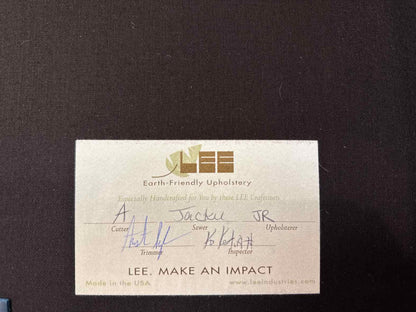 LEE
Earth-Friendly Upholstery
Especially Handcrafted for You by these LEE Craftsmen
A Jackie JR
Cutter Sewer Upholsterer
Trimmer Inspector
LEE. MAKE AN IMPACT
Made in the USA www.leeindustries.com